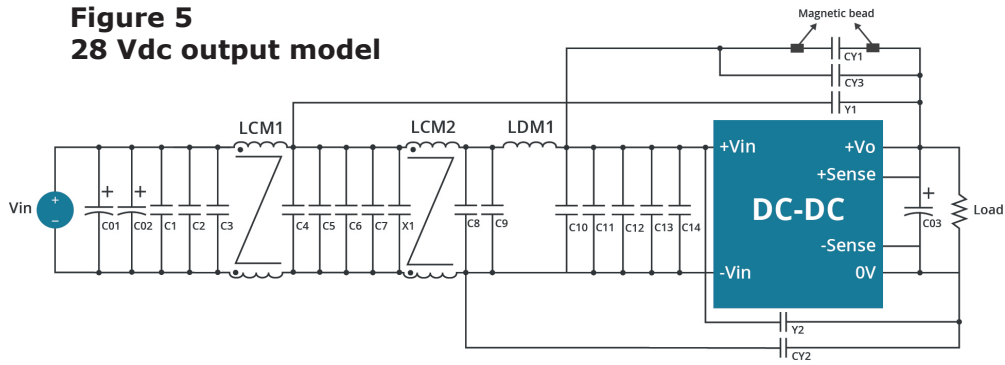 Figure 5
28 Vdc output model
Magnetic bead
CY1
CY3
Y1
LCM1
LCM2
LDM1
+Vin
+Vo
+Sense
DC-DC
-Sense
-Vin
0V
Vin
+
−
+
C01
+
C02
C1
C2
C3
C4
C5
C6
C7
X1
C8
C9
C10
C11
C12
C13
C14
+
C03
Load
Y2
CY2